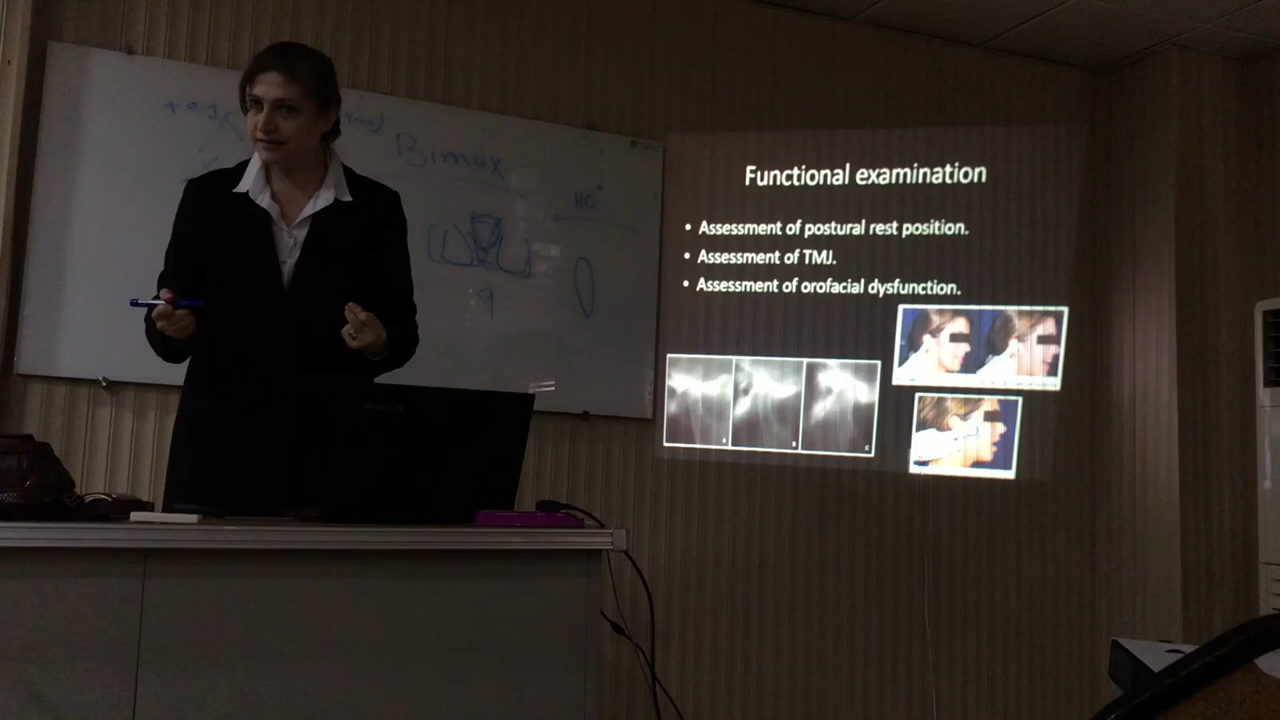 Bimax
110°
9
Functional examination
• Assessment of postural rest position.
• Assessment of TMJ.
• Assessment of orofacial dysfunction.
A B C